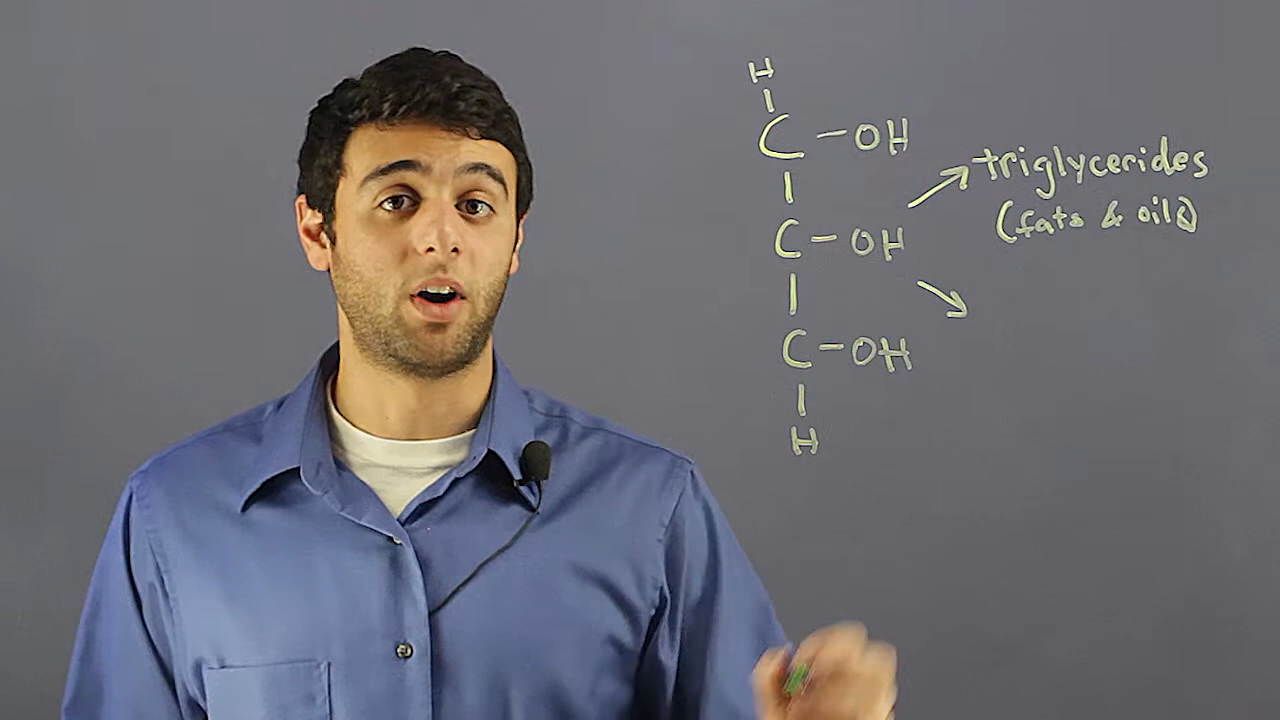 H
C - OH
triglycerides
(fats & oils)
C - OH
C - OH
H